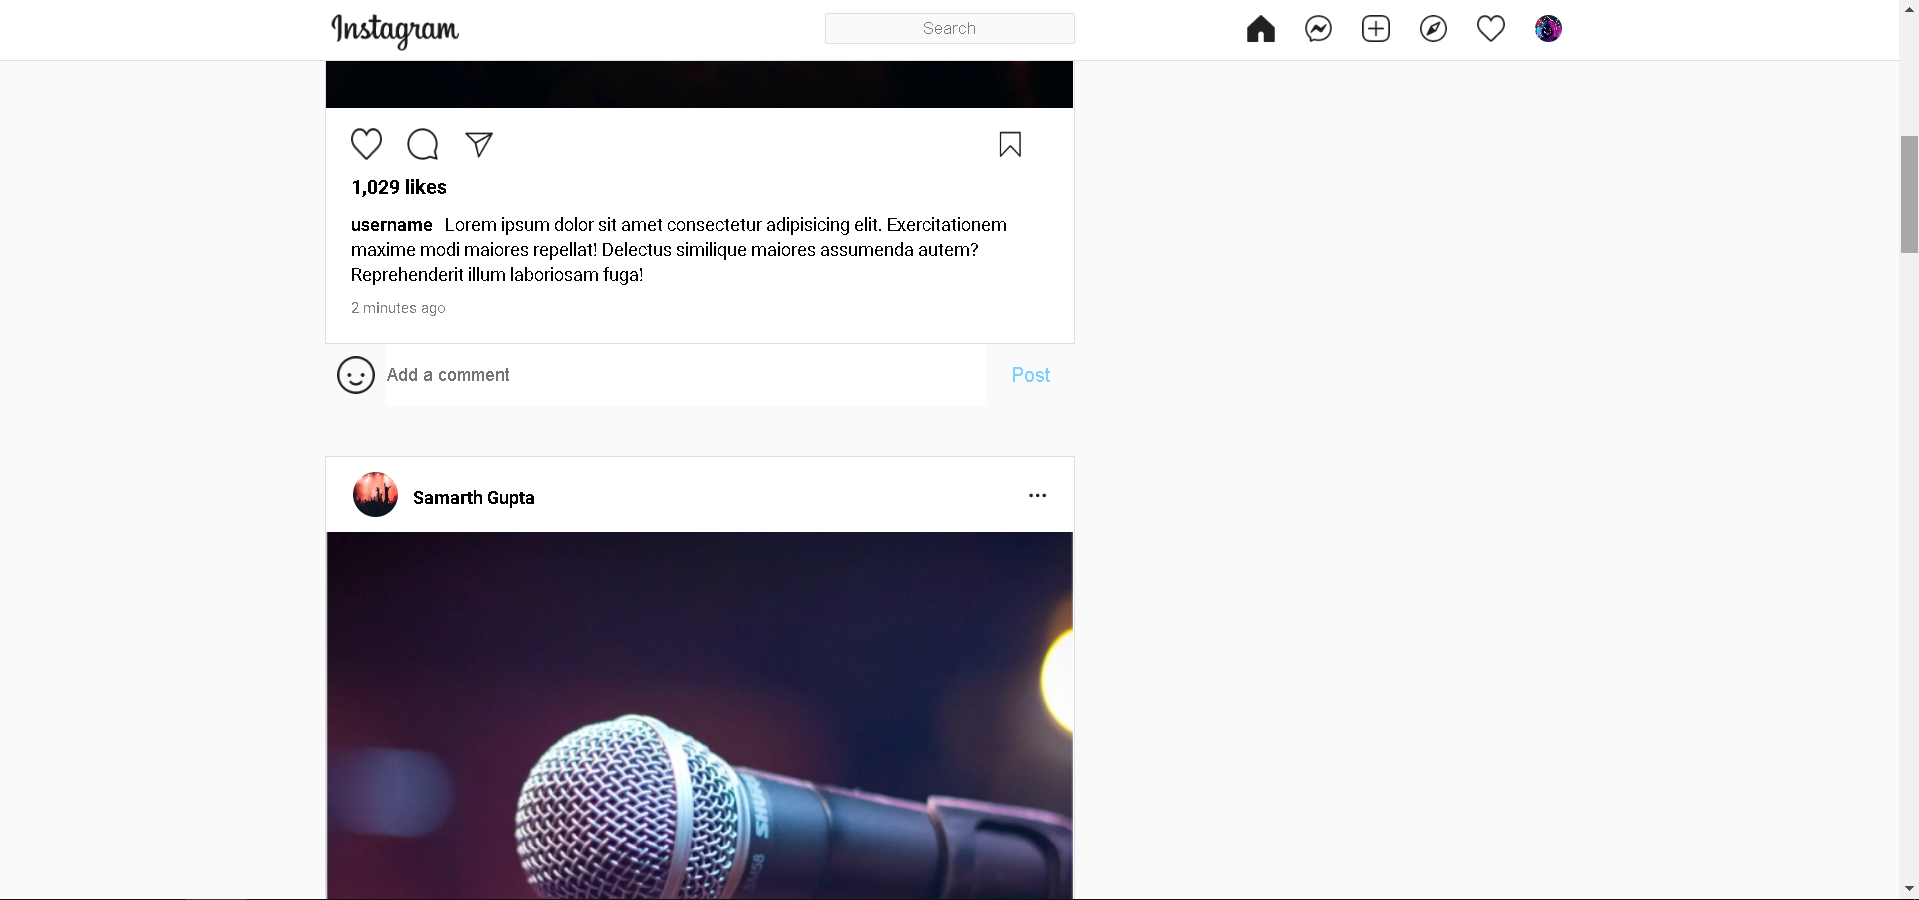 Instagram
Search
1,029 likes
username Lorem ipsum dolor sit amet consectetur adipisicing elit. Exercitationem
maxime modi maiores repellat! Delectus similique maiores assumenda autem?
Reprehenderit illum laboriosam fuga!
2 minutes ago
Add a comment
Post
Samarth Gupta
SHURE
SM58